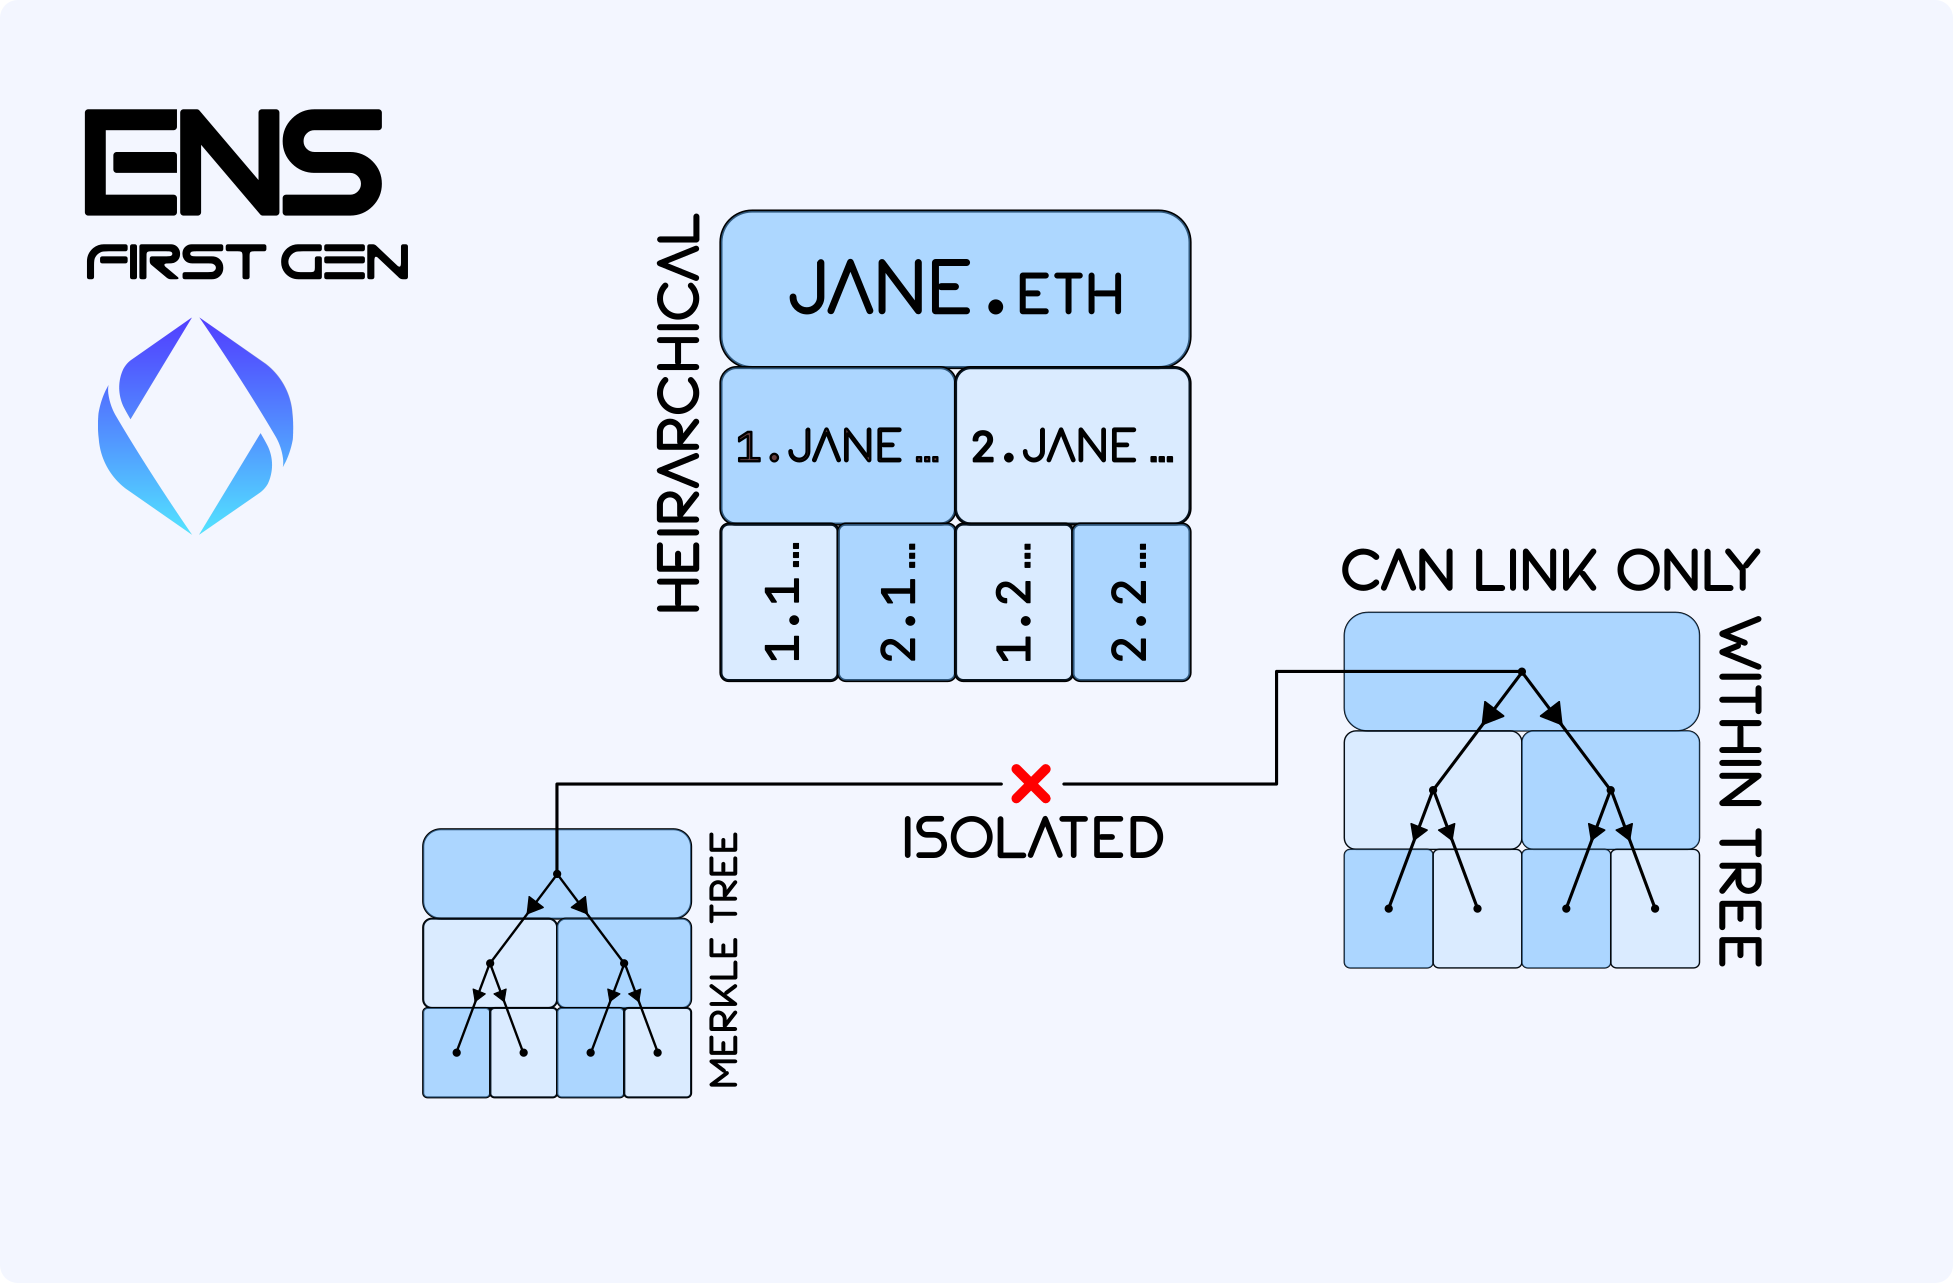 ENS
FIRST GEN
HEIRARCHICAL
JANE.ETH
1.JANE...
2.JANE...
1.1...
2.1...
1.2...
2.2...
CAN LINK ONLY
WITHIN TREE
ISOLATED
MERKLE TREE